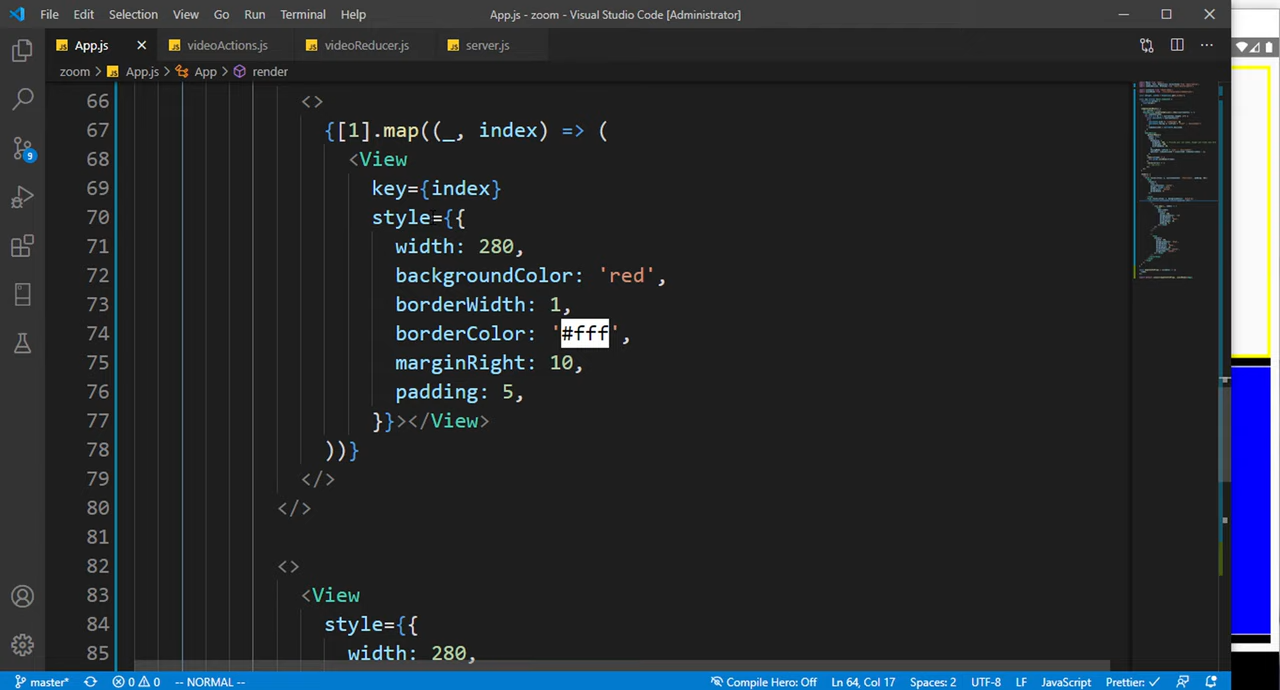 File Edit Selection View Go Run Terminal Help App.js - zoom - Visual Studio Code [Administrator]
App.js videoActions.js videoReducer.js server.js
zoom > App.js > App > render
66 <>
67 {[1].map((_, index) => (
68 <View
69 key={index}
70 style={{
71 width: 280,
72 backgroundColor: 'red',
73 borderWidth: 1,
74 borderColor: '#fff',
75 marginRight: 10,
76 padding: 5,
77 }}></View>
78 ))}
79 </>
80 </>
81
82 <>
83 <View
84 style={{
85 width: 280,
9
master* 0 0 -- NORMAL -- Compile Hero: Off Ln 64, Col 17 Spaces: 2 UTF-8 LF JavaScript Prettier: ✓